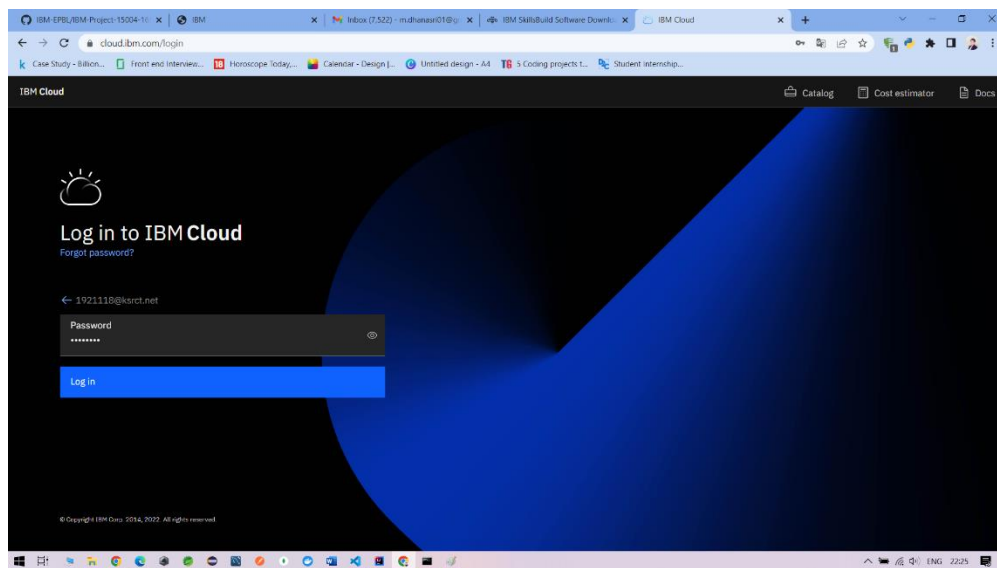 IBM-EPBL/IBM-Project-15004-16
IBM
Inbox (7,522) - m.dhanasri01@g
IBM SkillsBuild Software Downlo
IBM Cloud
cloud.ibm.com/login
Case Study - Billion...
Front end Interview...
Horoscope Today,...
Calendar - Design |...
Untitled design - A4
5 Coding projects t...
Student Internship...
IBM Cloud
Catalog
Cost estimator
Docs
Log in to IBM Cloud
Forgot password?
← 1921118@ksrct.net
Password
••••••••
Log in
© Copyright IBM Corp. 2014, 2022. All rights reserved.
ENG 22:25